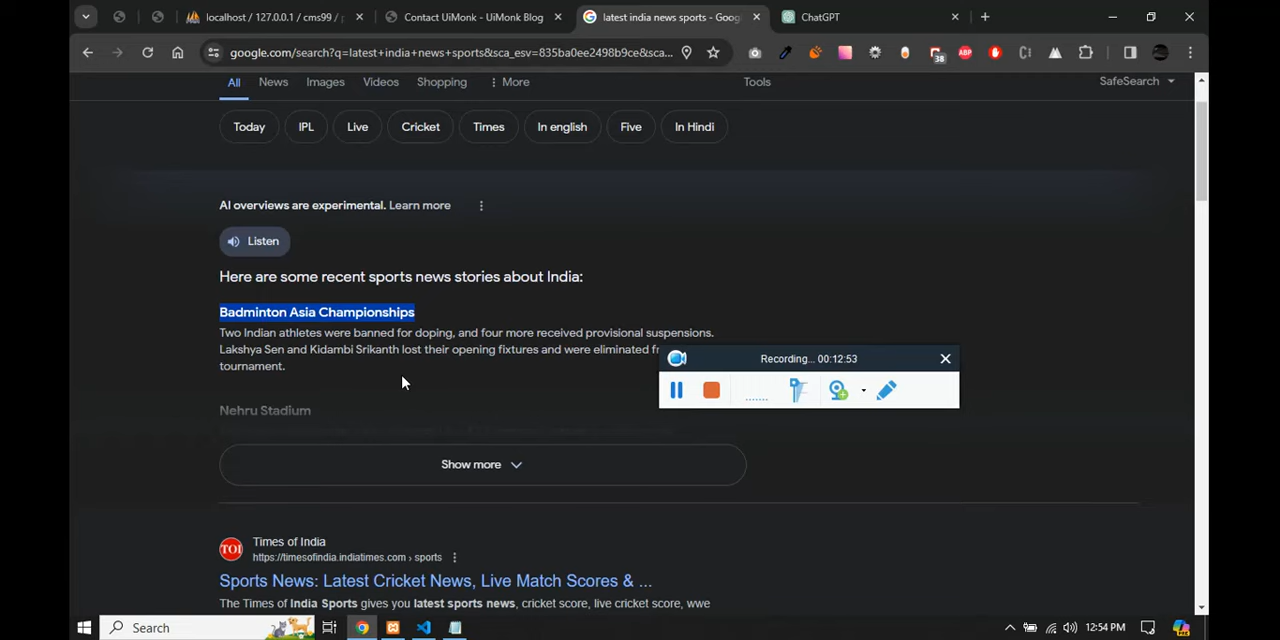 localhost / 127.0.0.1 / cms99 / p
Contact UiMonk - UiMonk Blog
latest india news sports - Goog
ChatGPT
google.com/search?q=latest+india+news+sports&sca_esv=835ba0ee2498b9ce&sca...
38
ABP
All
News
Images
Videos
Shopping
More
Tools
SafeSearch
Today
IPL
Live
Cricket
Times
In english
Five
In Hindi
AI overviews are experimental. Learn more
Listen
Here are some recent sports news stories about India:
Badminton Asia Championships
Two Indian athletes were banned for doping, and four more received provisional suspensions.
Lakshya Sen and Kidambi Srikanth lost their opening fixtures and were eliminated fr
tournament.
Recording... 00:12:53
Nehru Stadium
Show more
TOI
Times of India
https://timesofindia.indiatimes.com › sports
Sports News: Latest Cricket News, Live Match Scores & ...
The Times of India Sports gives you latest sports news, cricket score, live cricket score, wwe
Search
12:54 PM